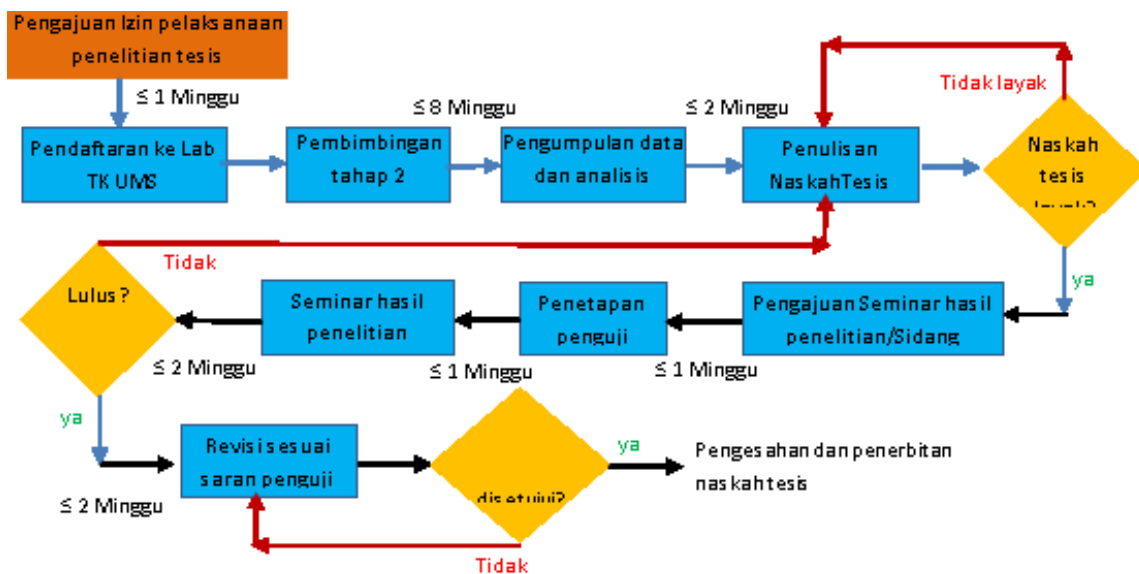 Pengajuan Izin pelaksanaan
penelitian tesis
≤ 1 Minggu
≤ 8 Minggu
≤ 2 Minggu
Tidak layak
Pendaftaran ke Lab
TK UMS
Pembimbingan
tahap 2
Pengumpulan data
dan analisis
Penulisan
Naskah Tesis
Naskah
tesis
Tidak
ya
Lulus?
Seminar hasil
penelitian
Penetapan
penguji
Pengajuan Seminar hasil
penelitian/Sidang
≤ 2 Minggu
≤ 1 Minggu
≤ 1 Minggu
ya
Revisi sesuai
saran penguji
disetujui?
ya
Pengesahan dan penerbitan
naskah tesis
≤ 2 Minggu
Tidak